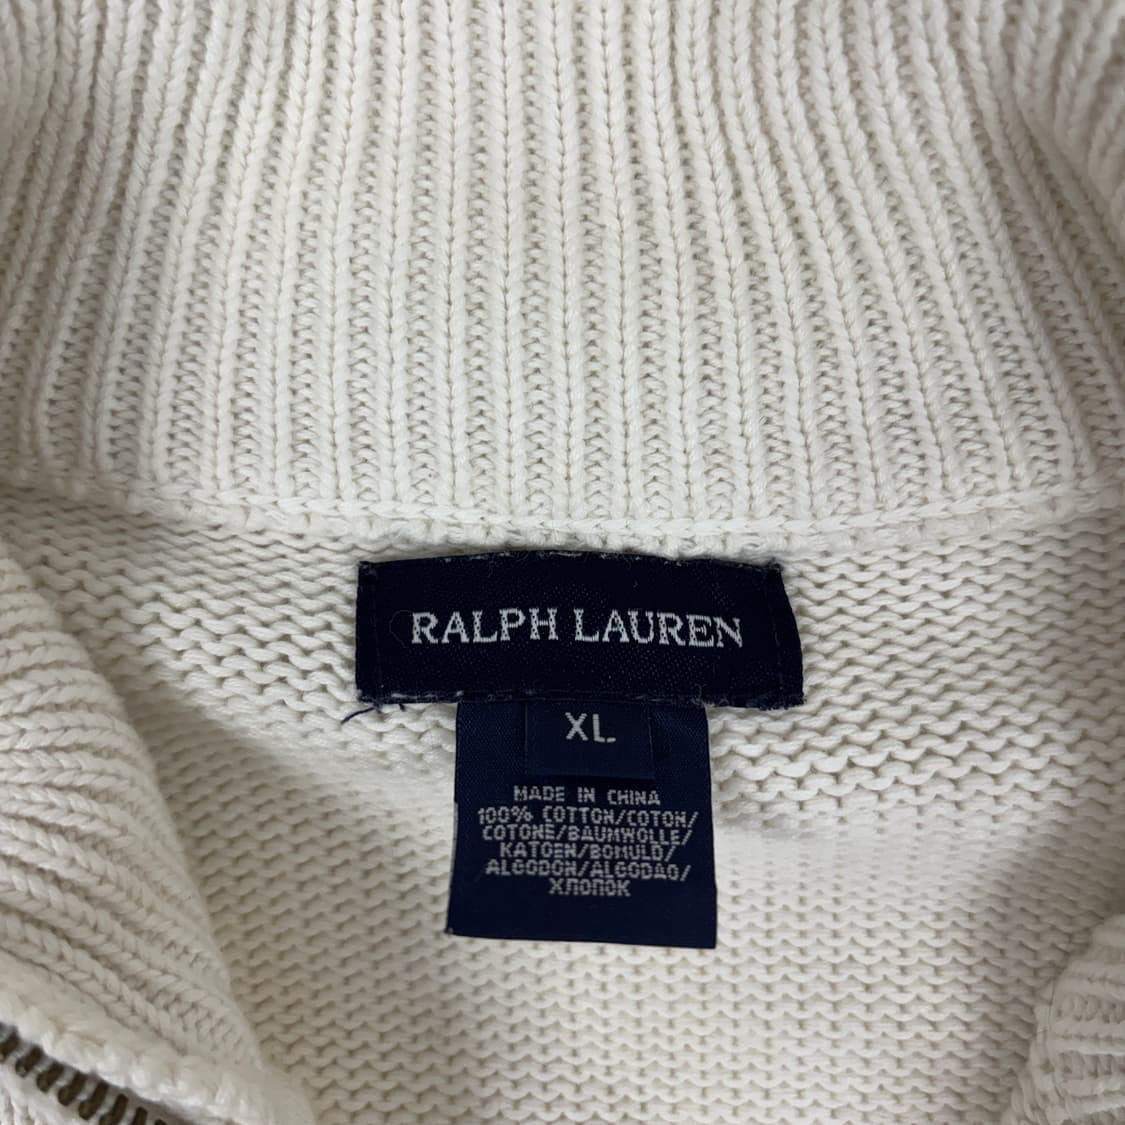 RALPH LAUREN
XL
MADE IN CHINA
100% COTTON/COTON/
COTONE/BAUMWOLLE/
KATOEN/BOMULD/
ALGODON/ALGODAO/
ХЛОПОК